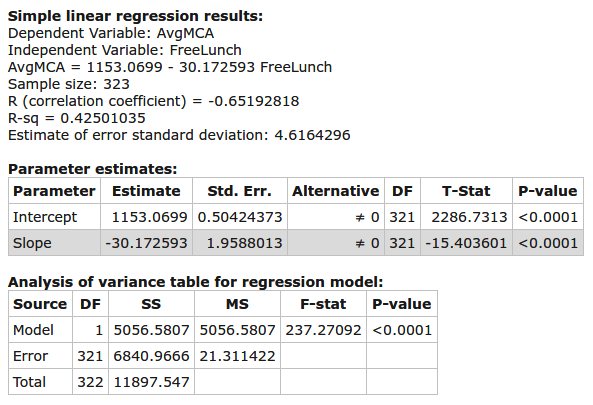 Simple linear regression results:
Dependent Variable: AvgMCA
Independent Variable: FreeLunch
AvgMCA = 1153.0699 - 30.172593 FreeLunch
Sample size: 323
R (correlation coefficient) = -0.65192818
R-sq = 0.42501035
Estimate of error standard deviation: 4.6164296
Parameter estimates:
Parameter Estimate Std. Err. Alternative DF T-Stat P-value
Intercept 1153.0699 0.50424373 ≠ 0 321 2286.7313 <0.0001
Slope -30.172593 1.9588013 ≠ 0 321 -15.403601 <0.0001
Analysis of variance table for regression model:
Source DF SS MS F-stat P-value
Model 1 5056.5807 5056.5807 237.27092 <0.0001
Error 321 6840.9666 21.311422
Total 322 11897.547